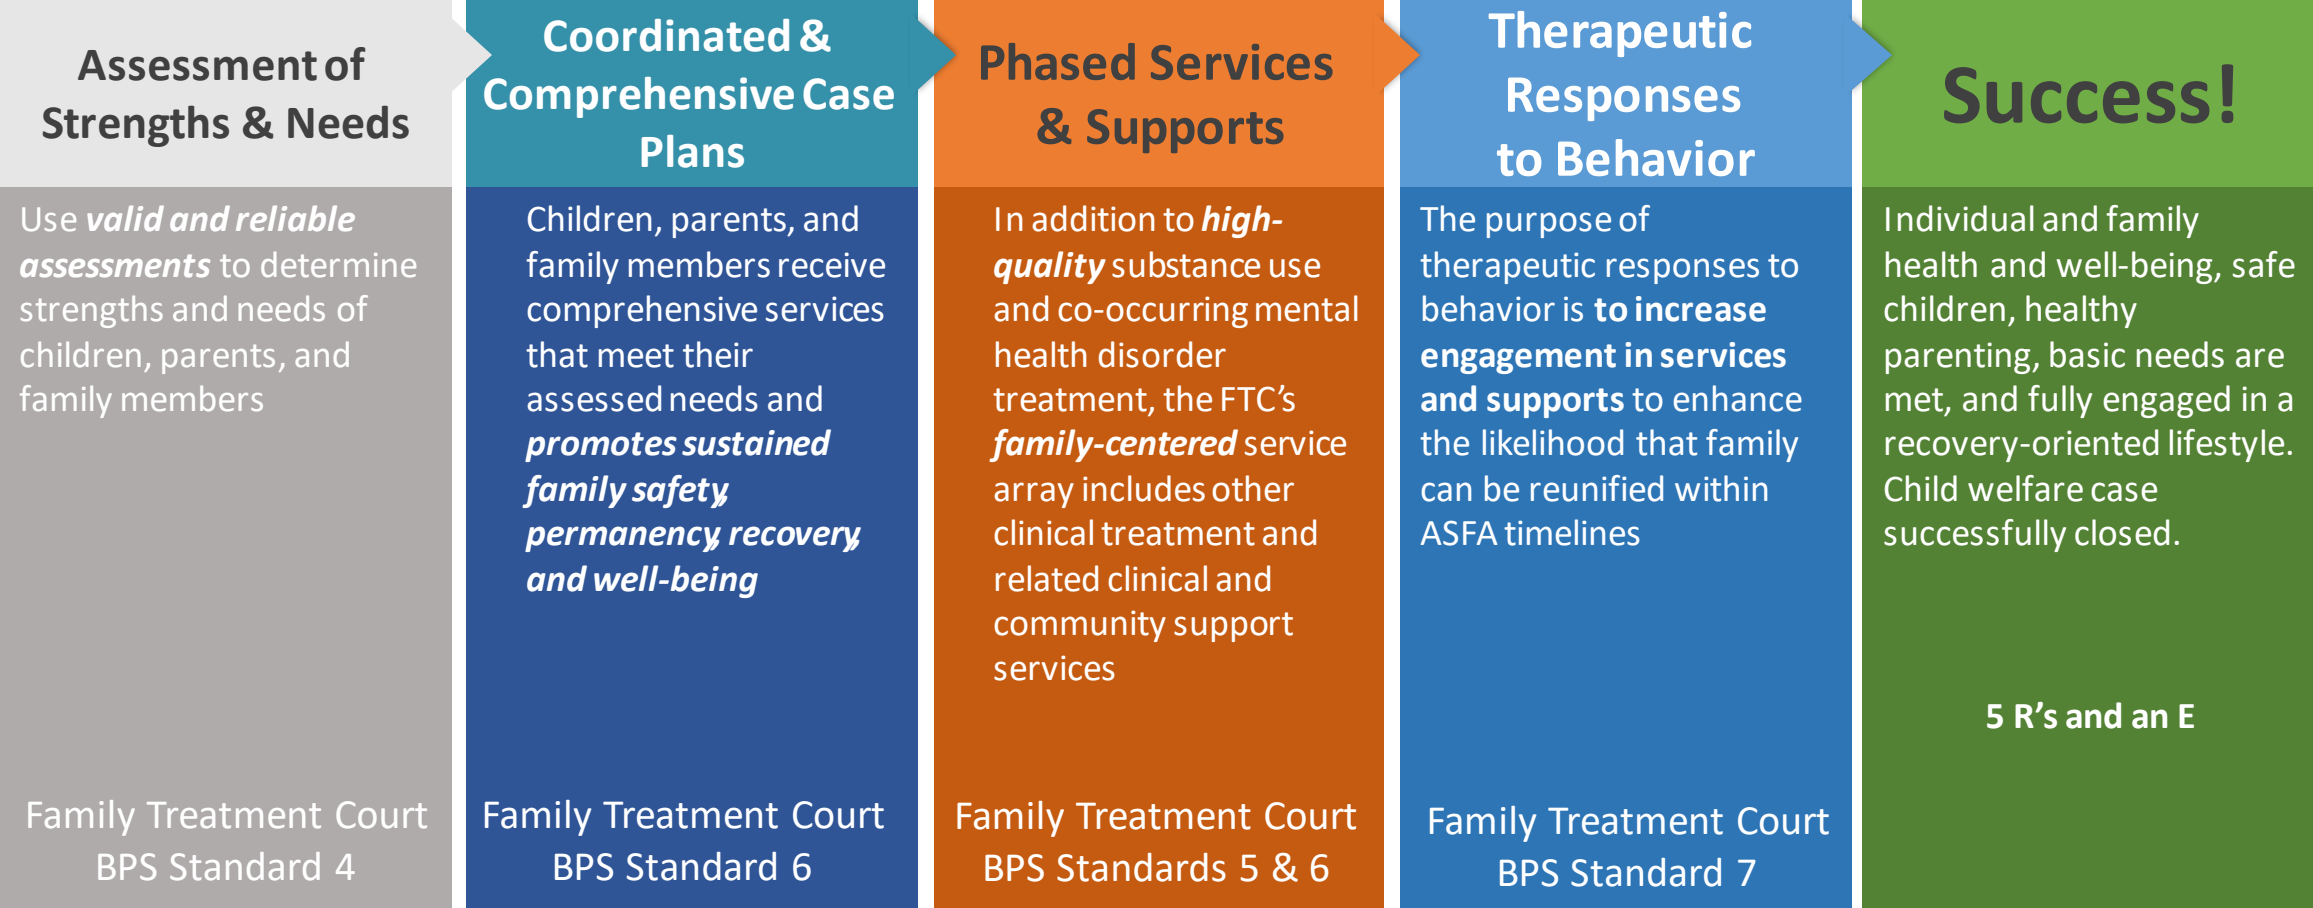 Assessment of
Strengths & Needs
Use valid and reliable
assessments to determine
strengths and needs of
children, parents, and
family members
Family Treatment Court
BPS Standard 4
Coordinated &
Comprehensive Case
Plans
Children, parents, and
family members receive
comprehensive services
that meet their
assessed needs and
promotes sustained
family safety,
permanency, recovery,
and well-being
Family Treatment Court
BPS Standard 6
Phased Services
& Supports
In addition to high-
quality substance use
and co-occurring mental
health disorder
treatment, the FTC’s
family-centered service
array includes other
clinical treatment and
related clinical and
community support
services
Family Treatment Court
BPS Standards 5 & 6
Therapeutic
Responses
to Behavior
The purpose of
therapeutic responses to
behavior is to increase
engagement in services
and supports to enhance
the likelihood that family
can be reunified within
ASFA timelines
Family Treatment Court
BPS Standard 7
Success!
Individual and family
health and well-being, safe
children, healthy
parenting, basic needs are
met, and fully engaged in a
recovery-oriented lifestyle.
Child welfare case
successfully closed.
5 R’s and an E